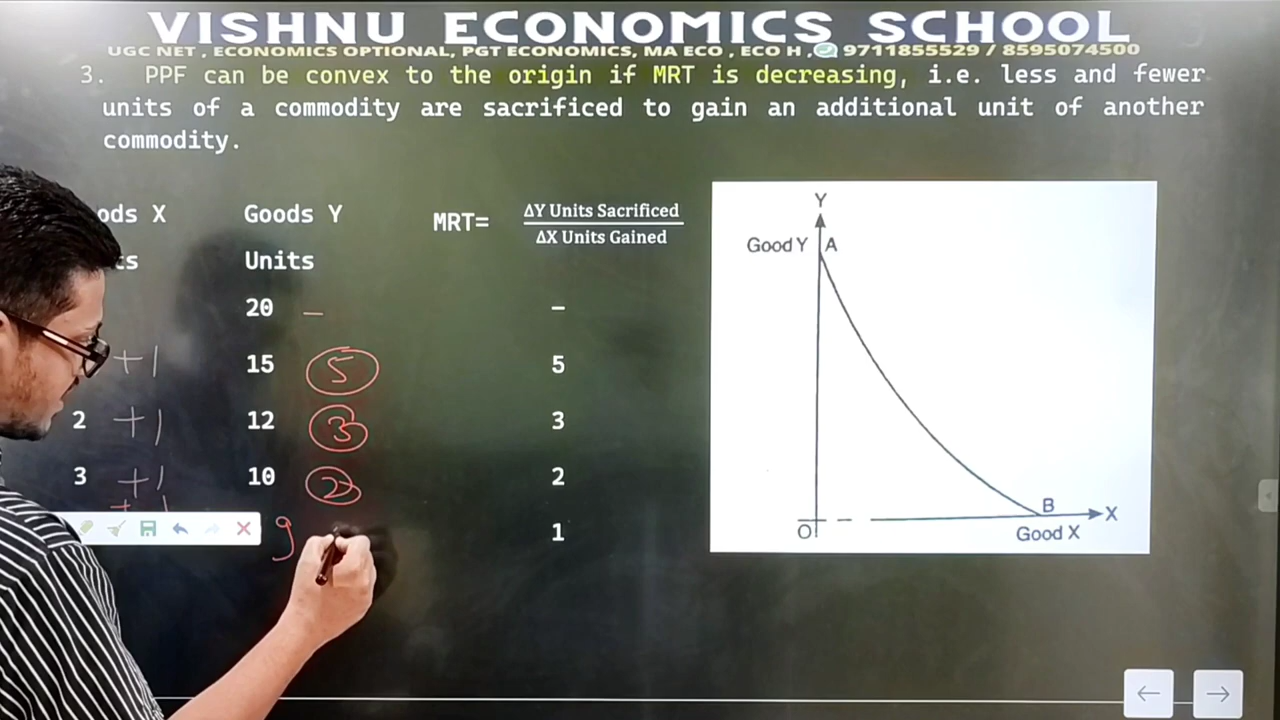 VISHNU ECONOMICS SCHOOL
UGC NET , ECONOMICS OPTIONAL, PGT ECONOMICS, MA ECO , ECO H , 9711855529 / 8595074500
3. PPF can be convex to the origin if MRT is decreasing, i.e. less and fewer
units of a commodity are sacrificed to gain an additional unit of another
commodity.
ods X Goods Y MRT= ΔY Units Sacrificed
ΔX Units Gained
ts Units
20 — –
+1 15 5 5
2 +1 12 3 3
3 +1 10 2 2
+1
9 1
Y
Good Y A
B X
O Good X